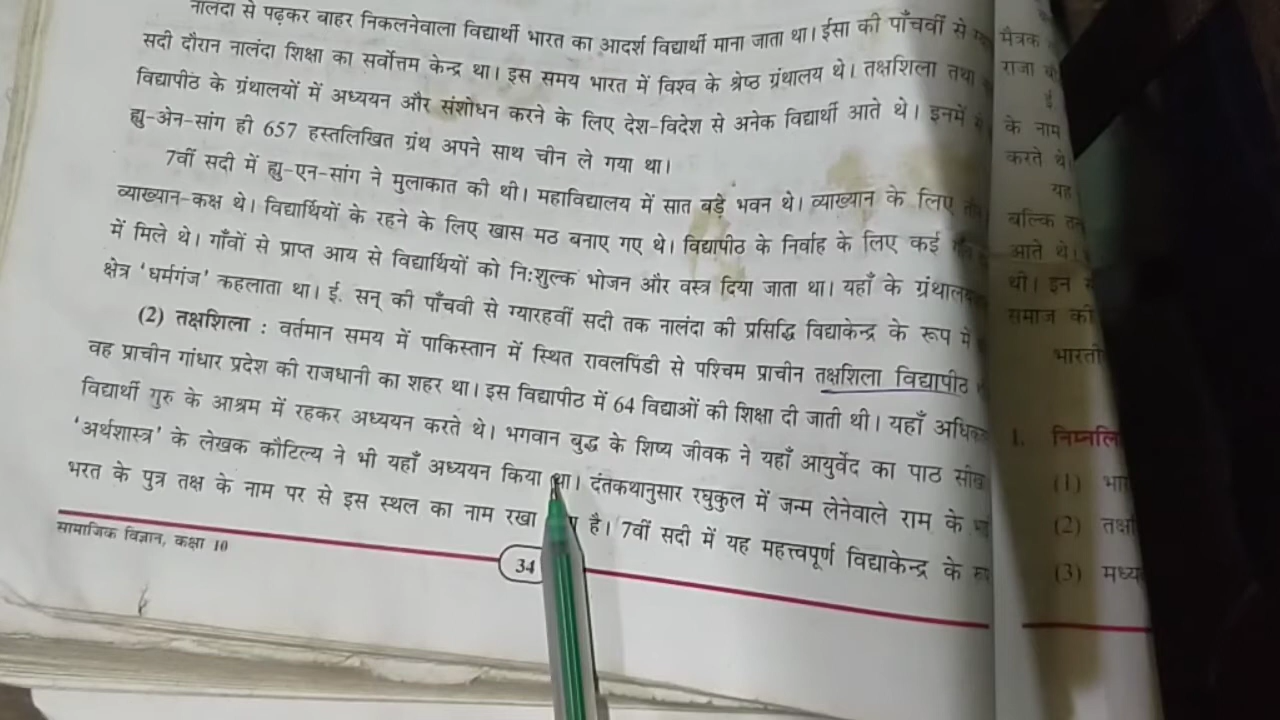 नालंदा से पढ़कर बाहर निकलनेवाला विद्यार्थी भारत का आदर्श विद्यार्थी माना जाता था। ईसा की पाँचवीं से
सदी दौरान नालंदा शिक्षा का सर्वोत्तम केन्द्र था। इस समय भारत में विश्व के श्रेष्ठ ग्रंथालय थे। तक्षशिला तथा
विद्यापीठ के ग्रंथालयों में अध्ययन और संशोधन करने के लिए देश-विदेश से अनेक विद्यार्थी आते थे। इनमें
ह्यु-अेन-सांग ही 657 हस्तलिखित ग्रंथ अपने साथ चीन ले गया था।
7वीं सदी में ह्यु-एन-सांग ने मुलाकात की थी। महाविद्यालय में सात बड़े भवन थे। व्याख्यान के लिए
व्याख्यान-कक्ष थे। विद्यार्थियों के रहने के लिए खास मठ बनाए गए थे। विद्यापीठ के निर्वाह के लिए कई
में मिले थे। गाँवों से प्राप्त आय से विद्यार्थियों को निःशुल्क भोजन और वस्त्र दिया जाता था। यहाँ के ग्रंथालय
क्षेत्र 'धर्मगंज' कहलाता था। ई. सन् की पाँचवी से ग्यारहवीं सदी तक नालंदा की प्रसिद्धि विद्याकेन्द्र के रूप में
(2) तक्षशिला : वर्तमान समय में पाकिस्तान में स्थित रावलपिंडी से पश्चिम प्राचीन तक्षशिला विद्यापीठ
वह प्राचीन गांधार प्रदेश की राजधानी का शहर था। इस विद्यापीठ में 64 विद्याओं की शिक्षा दी जाती थी। यहाँ
विद्यार्थी गुरु के आश्रम में रहकर अध्ययन करते थे। भगवान बुद्ध के शिष्य जीवक ने यहाँ आयुर्वेद का पाठ
'अर्थशास्त्र' के लेखक कौटिल्य ने भी यहाँ अध्ययन किया था। दंतकथानुसार रघुकुल में जन्म लेनेवाले राम के
भरत के पुत्र तक्ष के नाम पर से इस स्थल का नाम रखा है। 7वीं सदी में यह महत्त्वपूर्ण विद्याकेन्द्र के
सामाजिक विज्ञान, कक्षा 10
34
मैत्रक
राजा
के नाम
करते थे
यह
बल्कि
आते थे।
थी। इन
समाज की
1.
(1)
(2)
(3)